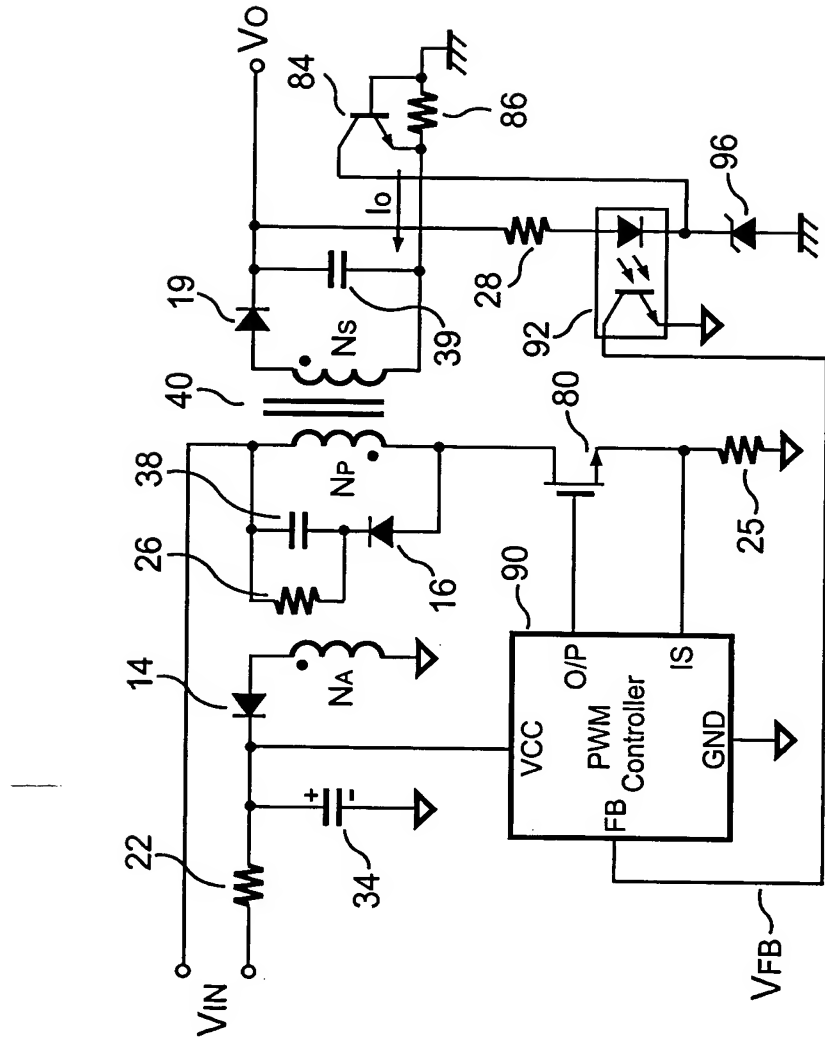 VIN
22
34
14
NA
26
38
16
NP
40
NS
19
39
Io
Vo
84
86
28
92
96
80
25
90
VCC
PWM
Controller
O/P
IS
FB
GND
+
-
VFB